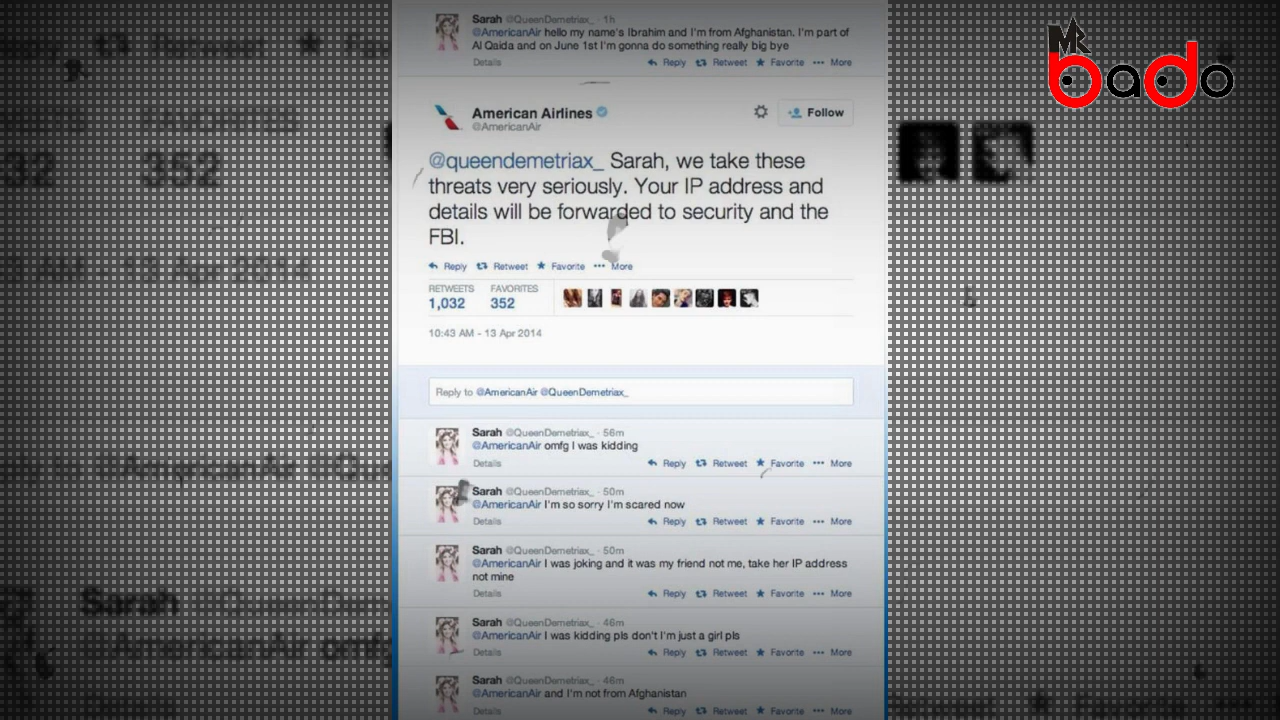 Sarah @QueenDemetriax_ · 1h
@AmericanAir hello my name's Ibrahim and I'm from Afghanistan. I'm part of
Al Qaida and on June 1st I'm gonna do something really big bye
Details Reply Retweet Favorite More
MR
bado
American Airlines
@AmericanAir
Follow
@queendemetriax_ Sarah, we take these
threats very seriously. Your IP address and
details will be forwarded to security and the
FBI.
Reply Retweet Favorite More
RETWEETS FAVORITES
1,032 352
10:43 AM - 13 Apr 2014
Reply to @AmericanAir @QueenDemetriax_
Sarah @QueenDemetriax_ · 56m
@AmericanAir omfg I was kidding
Details Reply Retweet Favorite More
Sarah @QueenDemetriax_ · 50m
@AmericanAir I'm so sorry I'm scared now
Details Reply Retweet Favorite More
Sarah @QueenDemetriax_ · 50m
@AmericanAir I was joking and it was my friend not me, take her IP address
not mine
Details Reply Retweet Favorite More
Sarah @QueenDemetriax_ · 46m
@AmericanAir I was kidding pls don't I'm just a girl pls
Details Reply Retweet Favorite More
Sarah @QueenDemetriax_ · 46m
@AmericanAir and I'm not from Afghanistan
Details Reply Retweet Favorite More